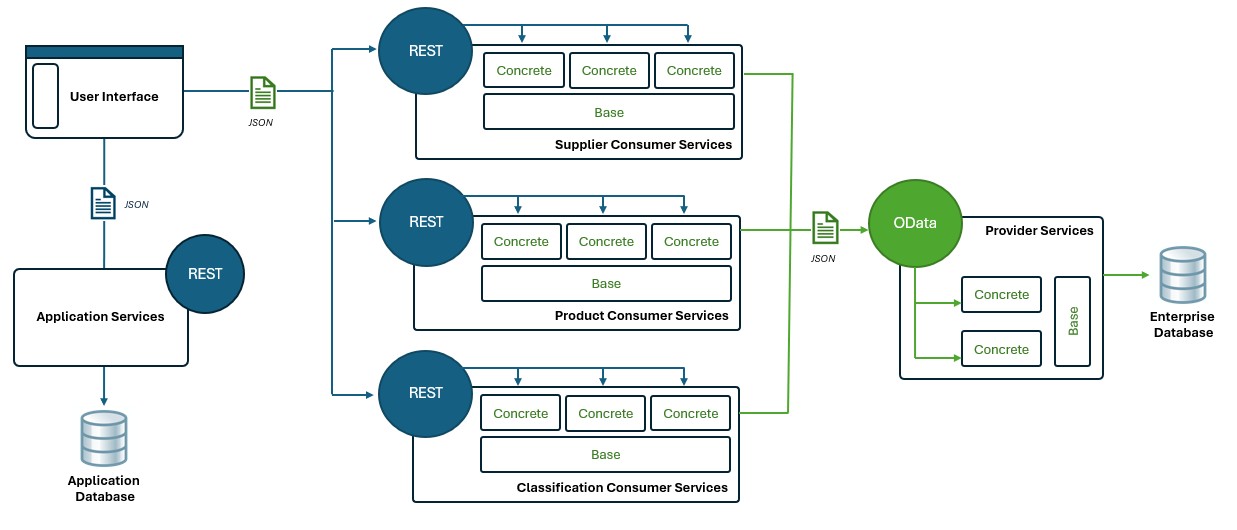 User Interface
JSON
JSON
REST
Application Services
Application
Database
REST
Concrete
Concrete
Concrete
Base
Supplier Consumer Services
REST
Concrete
Concrete
Concrete
Base
Product Consumer Services
REST
Concrete
Concrete
Concrete
Base
Classification Consumer Services
JSON
OData
Provider Services
Concrete
Concrete
Base
Enterprise
Database